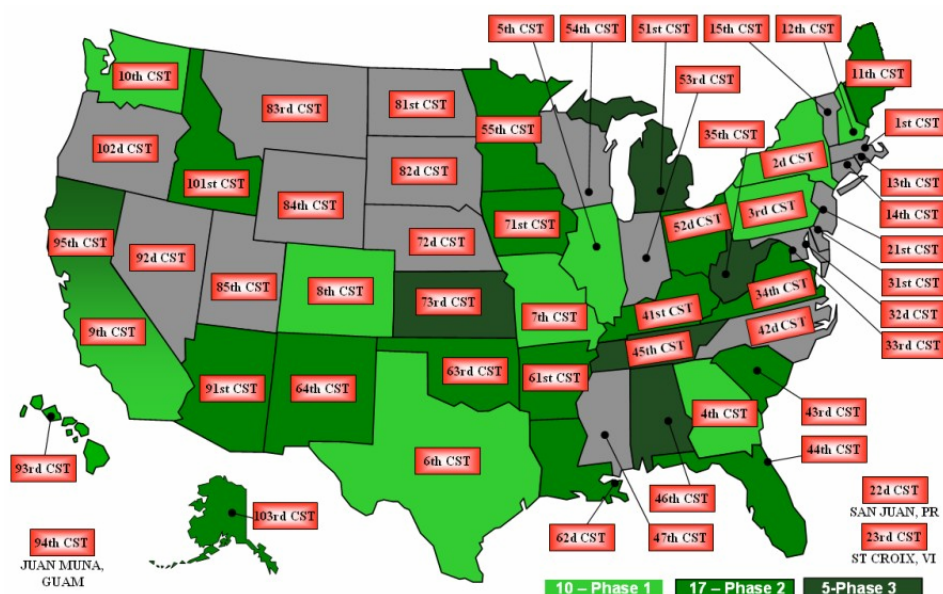 5th CST
54th CST
51st CST
15th CST
12th CST
10th CST
11th CST
53rd CST
83rd CST
81st CST
55th CST
35th CST
1st CST
102d CST
82d CST
2d CST
101st CST
13th CST
84th CST
71st CST
52d CST
3rd CST
14th CST
95th CST
92d CST
72d CST
21st CST
85th CST
8th CST
73rd CST
7th CST
41st CST
34th CST
31st CST
9th CST
42d CST
32d CST
45th CST
33rd CST
91st CST
64th CST
63rd CST
61st CST
4th CST
43rd CST
93rd CST
6th CST
44th CST
103rd CST
46th CST
22d CST
SAN JUAN, PR
94th CST
JUAN MUNA,
GUAM
62d CST
47th CST
23rd CST
ST CROIX, VI
10 – Phase 1
17 – Phase 2
5-Phase 3